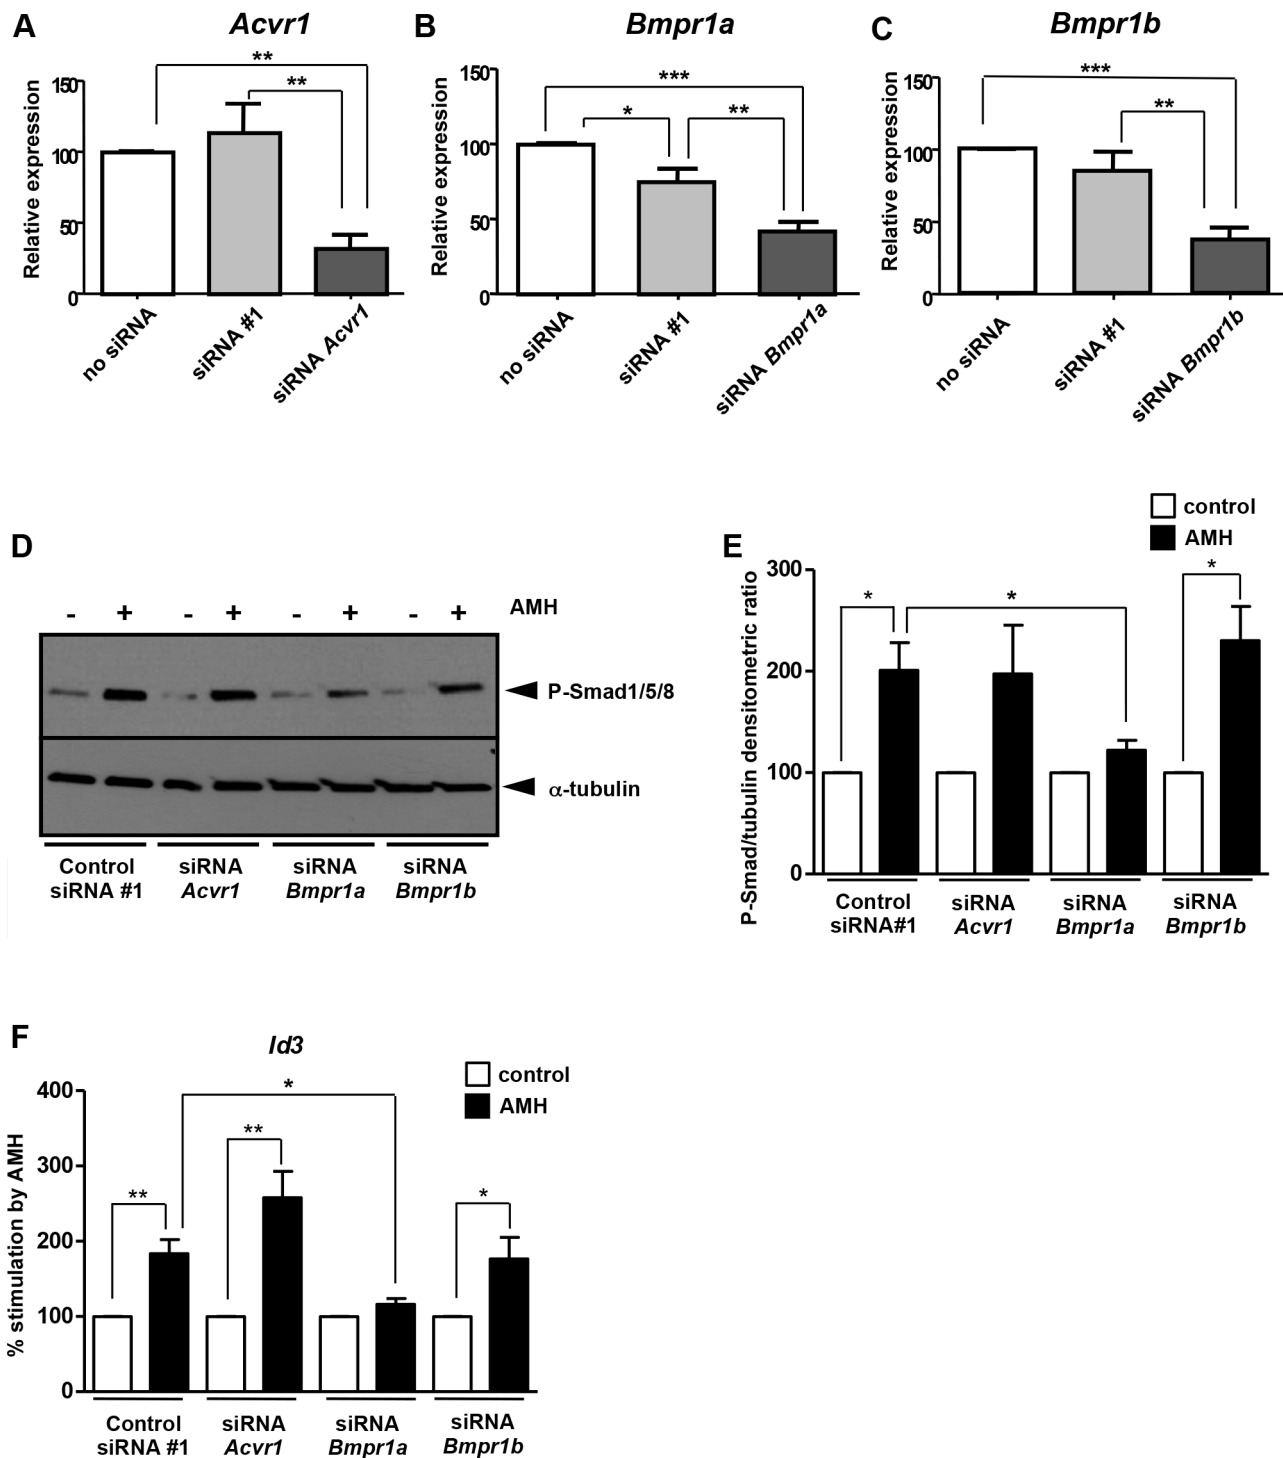 A
Acvr1
**
**
Relative expression
150
100
50
0
no siRNA
siRNA #1
siRNA Acvr1
B
Bmpr1a
***
*
**
Relative expression
150
100
50
0
no siRNA
siRNA #1
siRNA Bmpr1a
C
Bmpr1b
***
**
Relative expression
150
100
50
0
no siRNA
siRNA #1
siRNA Bmpr1b
D
- + - + - + - + AMH
P-Smad1/5/8
α-tubulin
Control
siRNA #1
siRNA
Acvr1
siRNA
Bmpr1a
siRNA
Bmpr1b
E
control
AMH
P-Smad/tubulin densitometric ratio
300
200
100
0
*
*
*
Control
siRNA#1
siRNA
Acvr1
siRNA
Bmpr1a
siRNA
Bmpr1b
F
Id3
control
AMH
% stimulation by AMH
400
300
200
100
0
**
**
*
*
Control
siRNA #1
siRNA
Acvr1
siRNA
Bmpr1a
siRNA
Bmpr1b